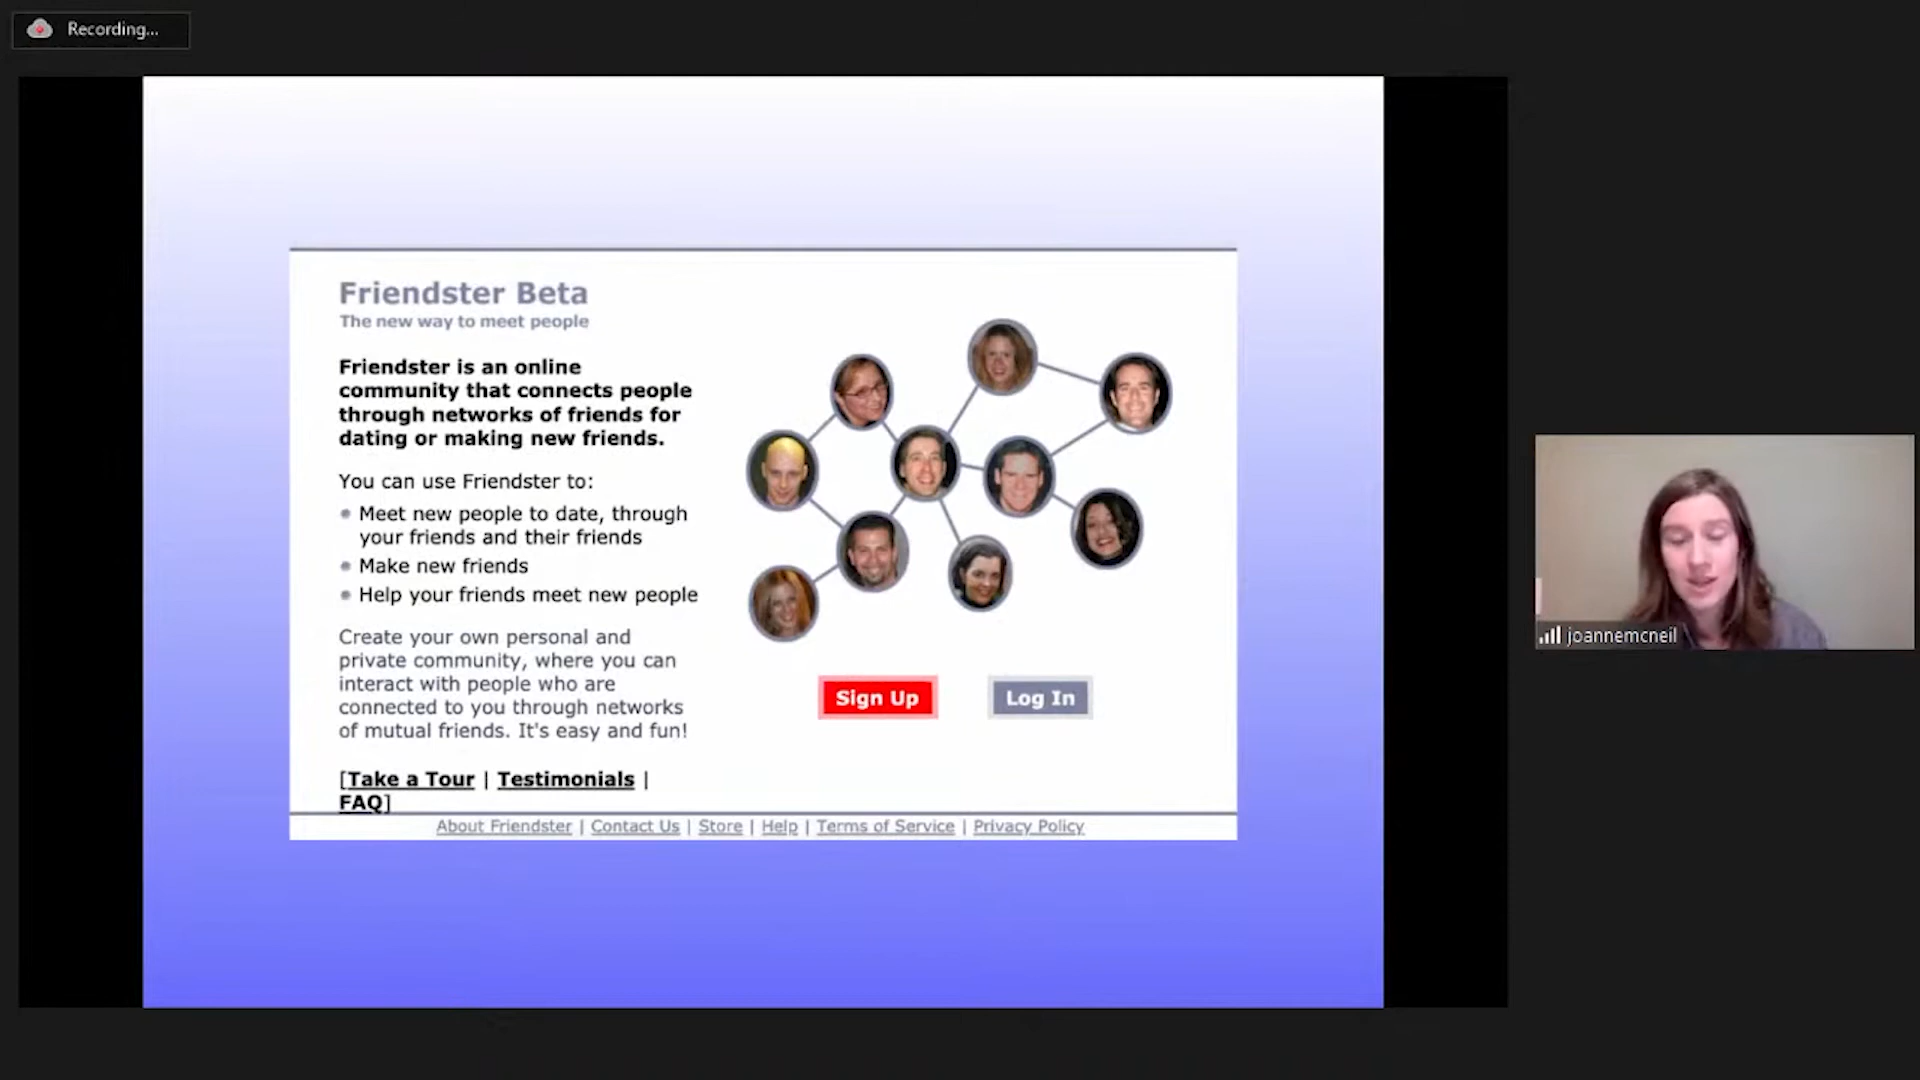 Recording...
Friendster Beta
The new way to meet people
Friendster is an online
community that connects people
through networks of friends for
dating or making new friends.
You can use Friendster to:
Meet new people to date, through
your friends and their friends
Make new friends
Help your friends meet new people
Create your own personal and
private community, where you can
interact with people who are
connected to you through networks
of mutual friends. It's easy and fun!
[Take a Tour | Testimonials |
FAQ]
Sign Up
Log In
About Friendster | Contact Us | Store | Help | Terms of Service | Privacy Policy
joannemcneil